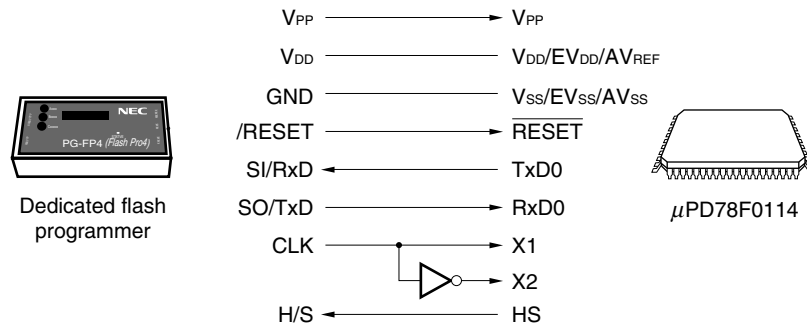 VPP VPP
VDD VDD/EVDD/AVREF
GND VSS/EVSS/AVSS
/RESET RESET
SI/RxD TxD0
SO/TxD RxD0
CLK X1
X2
H/S HS
NEC
PG-FP4 (Flash Pro4)
Dedicated flash
programmer
μPD78F0114